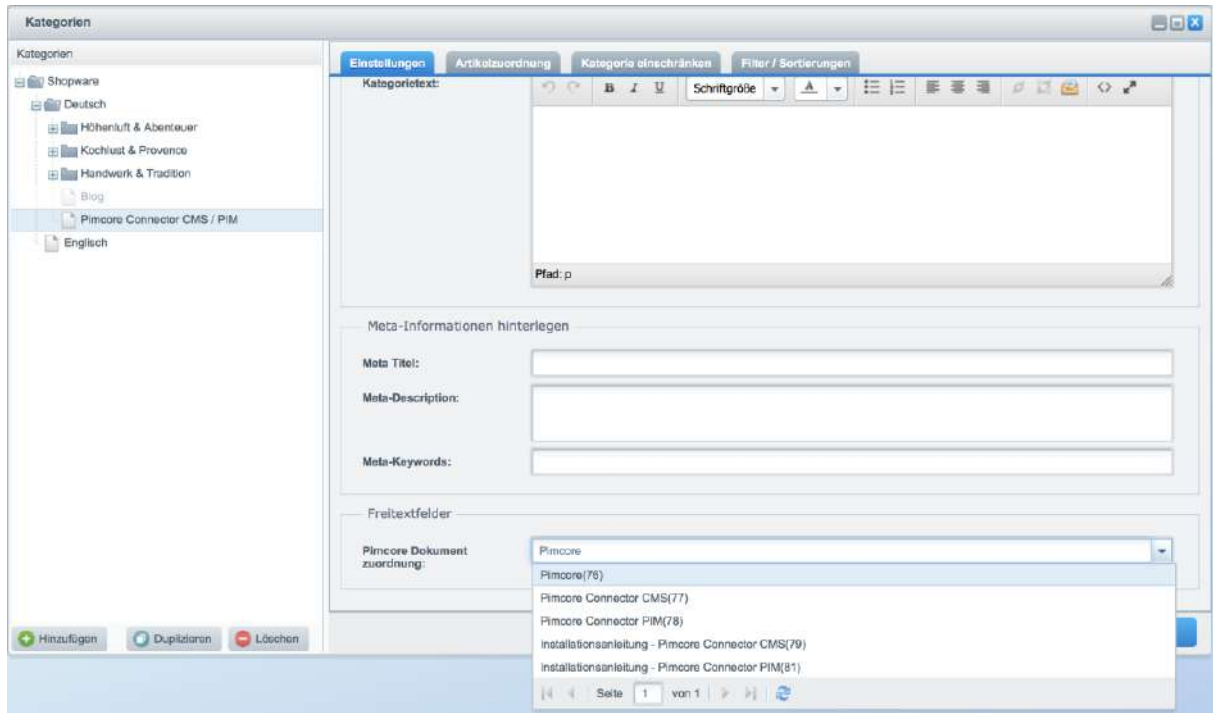 Kategorien
Kategorien
Shopware
Deutsch
Höhenluft & Abenteuer
Kochlust & Provence
Handwerk & Tradition
Blog
Pimcore Connector CMS / PIM
Englisch
Hinzufügen
Duplizieren
Löschen
Einstellungen
Artikelzuordnung
Kategorie einschränken
Filter / Sortierungen
Kategorietext:
B I U Schriftgröße A
Pfad: p
Meta-Informationen hinterlegen
Meta Titel:
Meta-Description:
Meta-Keywords:
Freitextfelder
Pimcore Dokument
zuordnung:
Pimcore
Pimcore(76)
Pimcore Connector CMS(77)
Pimcore Connector PIM(78)
Installationsanleitung - Pimcore Connector CMS(79)
Installationsanleitung - Pimcore Connector PIM(81)
Seite 1 von 1